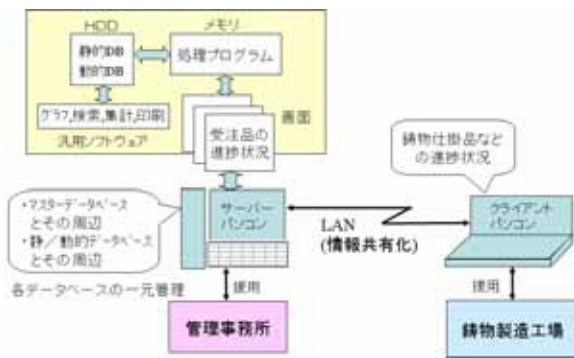 HDD
メモリ
静的DB
動的DB
処理プログラム
グラフ,検索,集計,印刷
汎用ソフトウェア
画面
受注品の
進捗状況
鋳物仕掛品など
の進捗状況
・マスターデータベース
とその周辺
・静/動的データベース
とその周辺
サーバー
パソコン
LAN
(情報共有化)
クライアント
パソコン
各データベースの一元管理
援用
援用
管理事務所
鋳物製造工場